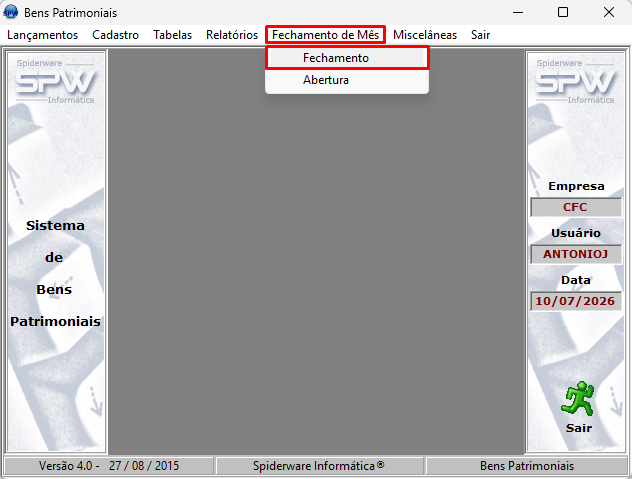 Bens Patrimoniais
Lançamentos Cadastro Tabelas Relatórios Fechamento de Mês Miscelâneas Sair
Fechamento
Abertura
Spiderware
SPW
Informática
Sistema
de
Bens
Patrimoniais
Spiderware
SPW
Informática
Empresa
CFC
Usuário
ANTONIOJ
Data
10/07/2026
Sair
Versão 4.0 - 27 / 08 / 2015 Spiderware Informática® Bens Patrimoniais